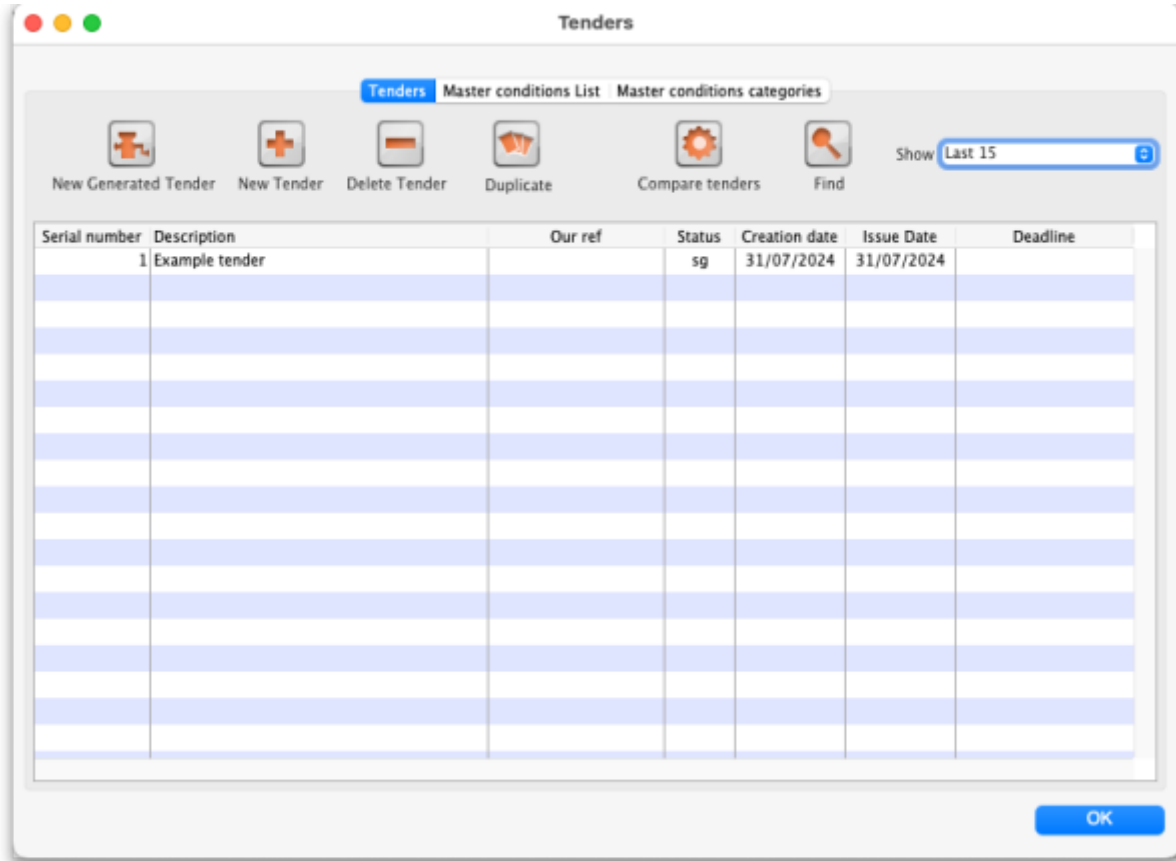 Tenders
Tenders Master conditions List Master conditions categories
New Generated Tender New Tender Delete Tender Duplicate Compare tenders Find Show Last 15
Serial number Description Our ref Status Creation date Issue Date Deadline
1 Example tender sg 31/07/2024 31/07/2024
OK